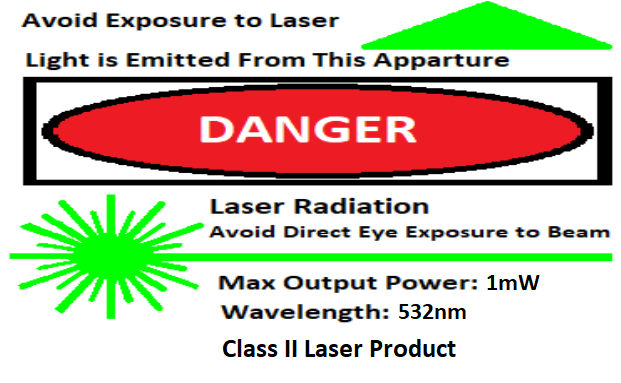 Avoid Exposure to Laser
Light is Emitted From This Apparture
DANGER
Laser Radiation
Avoid Direct Eye Exposure to Beam
Max Output Power: 1mW
Wavelength: 532nm
Class II Laser Product